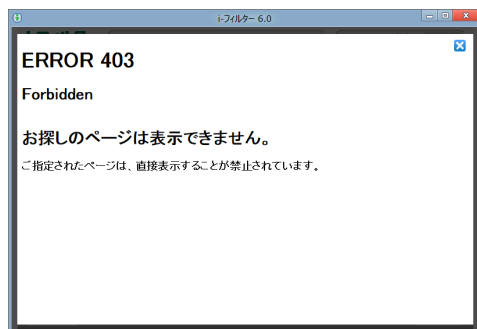 i-フィルター 6.0
ERROR 403
Forbidden
お探しのページは表示できません。
ご指定されたページは、直接表示することが禁止されています。